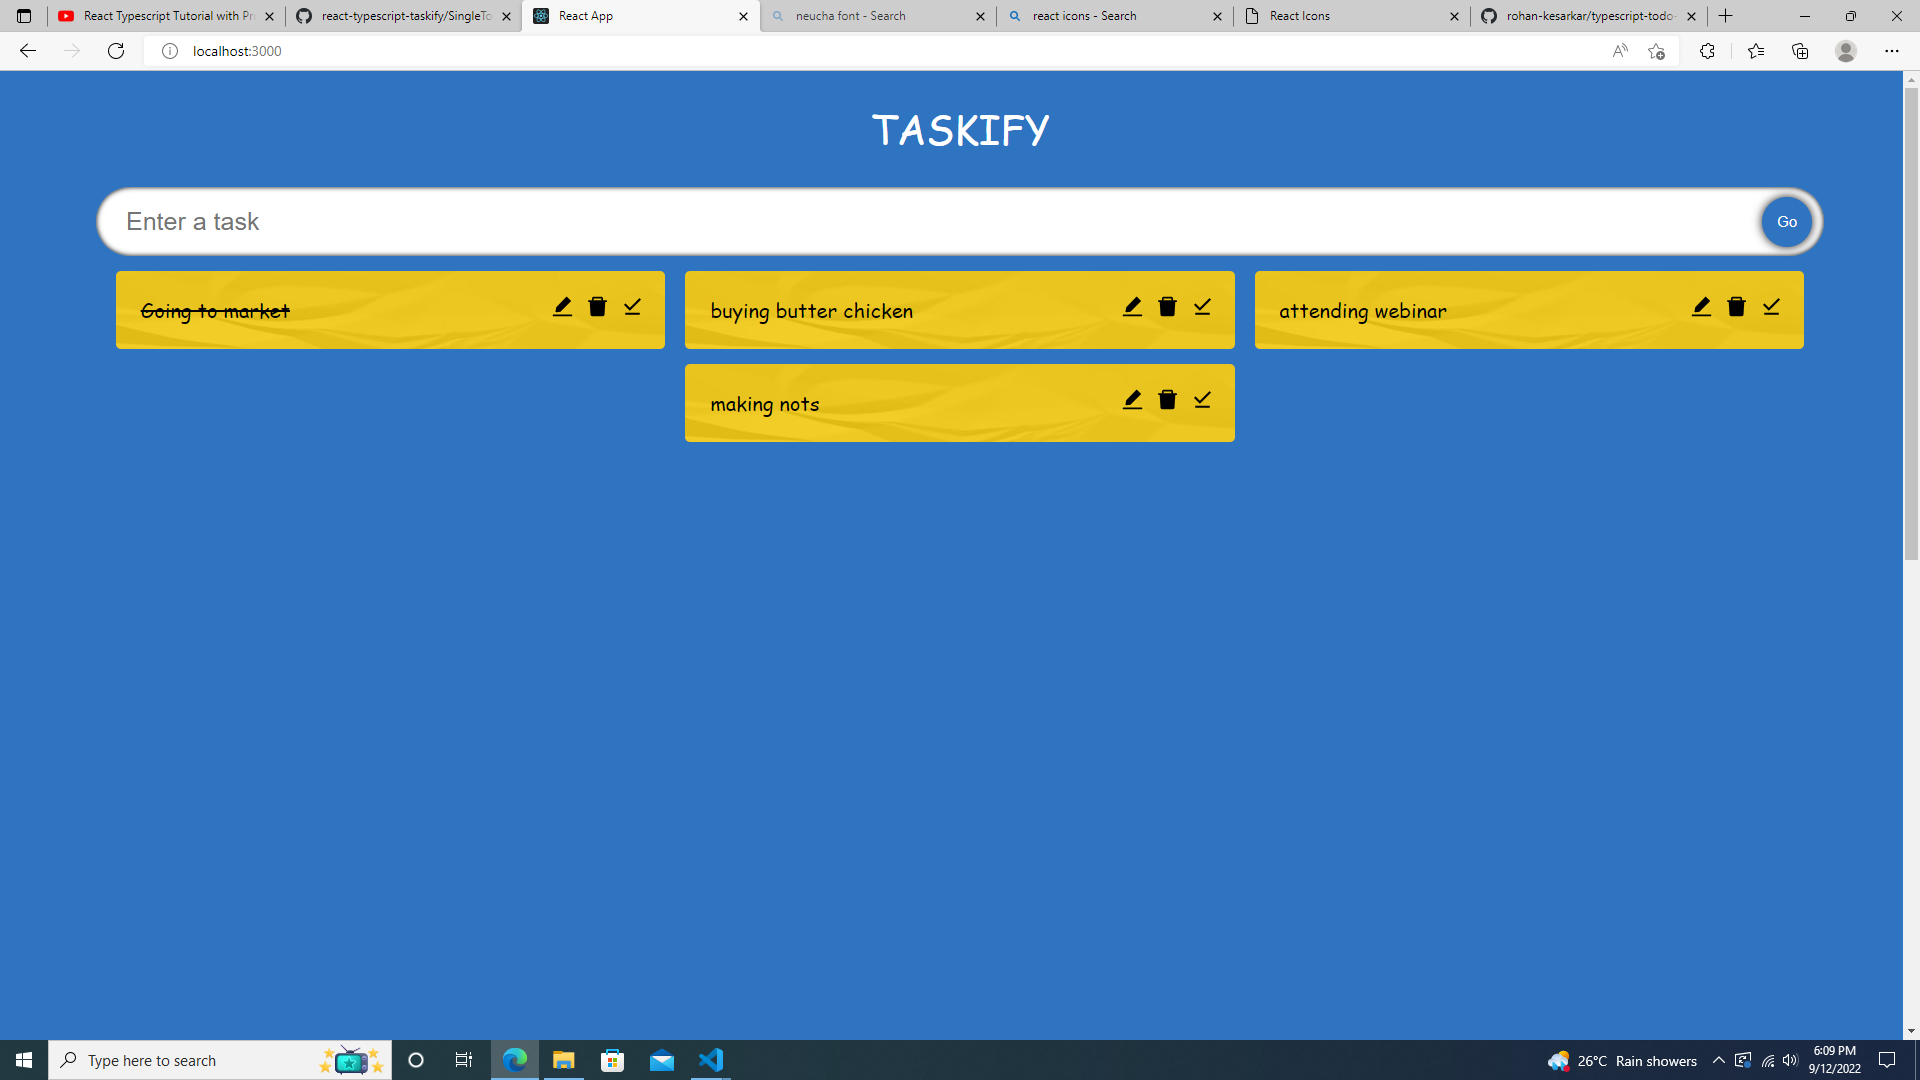 React Typescript Tutorial with Pr
react-typescript-taskify/SingleTo
React App
neucha font - Search
react icons - Search
React Icons
rohan-kesarkar/typescript-todo-
localhost:3000
TASKIFY
Enter a task
Go
Going to market
buying butter chicken
attending webinar
making nots
Type here to search
26°C Rain showers
6:09 PM
9/12/2022